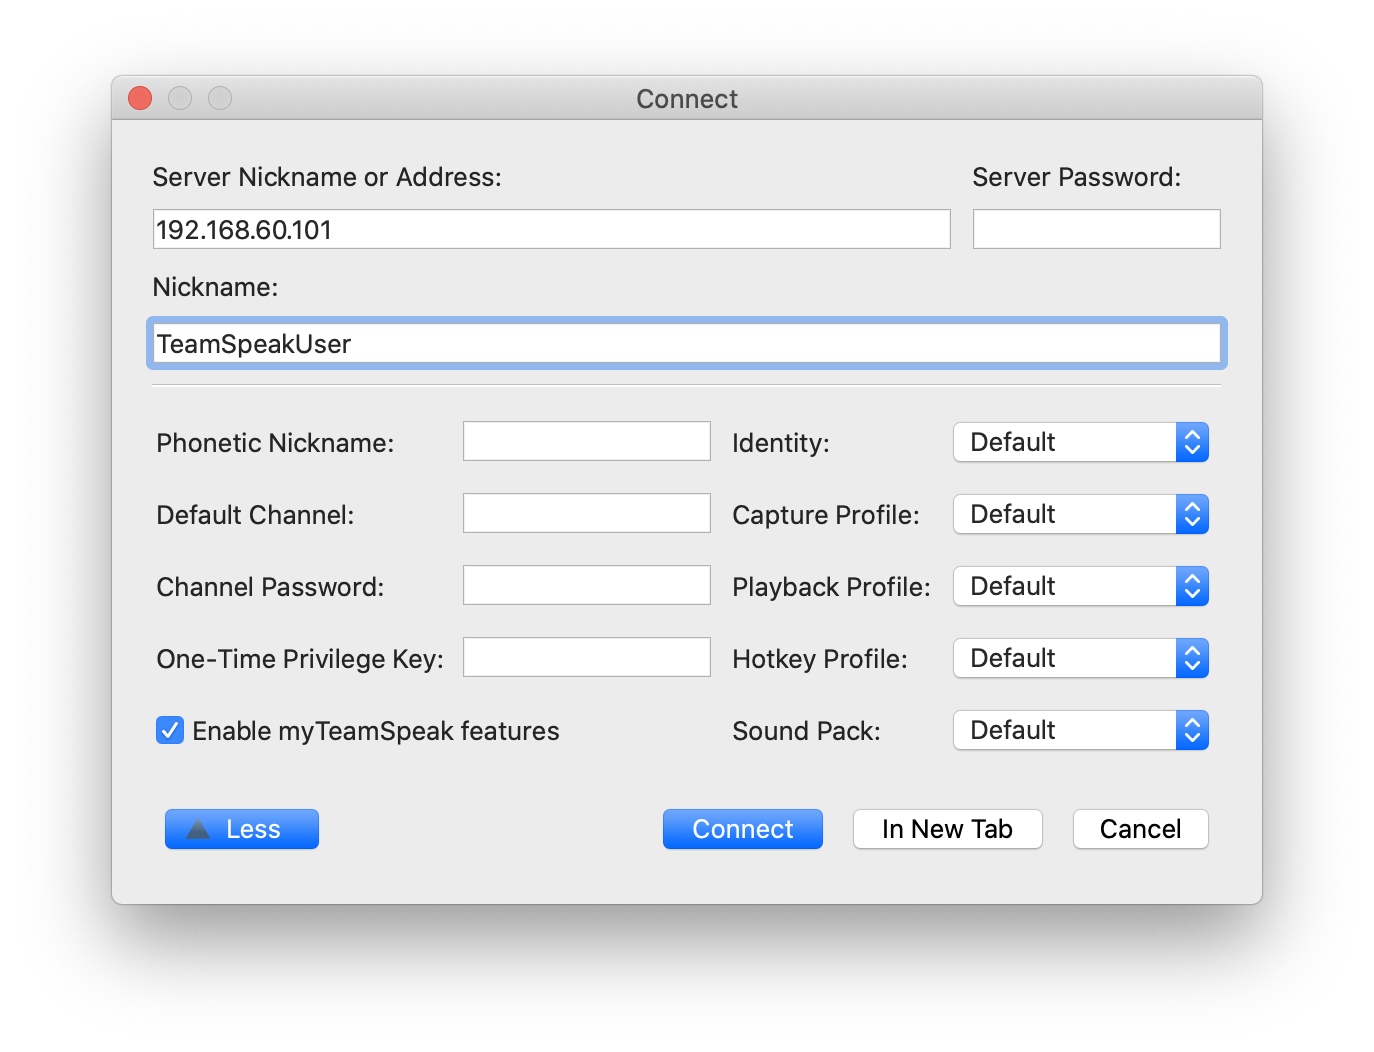 Connect
Server Nickname or Address: Server Password:
192.168.60.101
Nickname:
TeamSpeakUser
Phonetic Nickname: Identity: Default
Default Channel: Capture Profile: Default
Channel Password: Playback Profile: Default
One-Time Privilege Key: Hotkey Profile: Default
Enable myTeamSpeak features Sound Pack: Default
Less Connect In New Tab Cancel